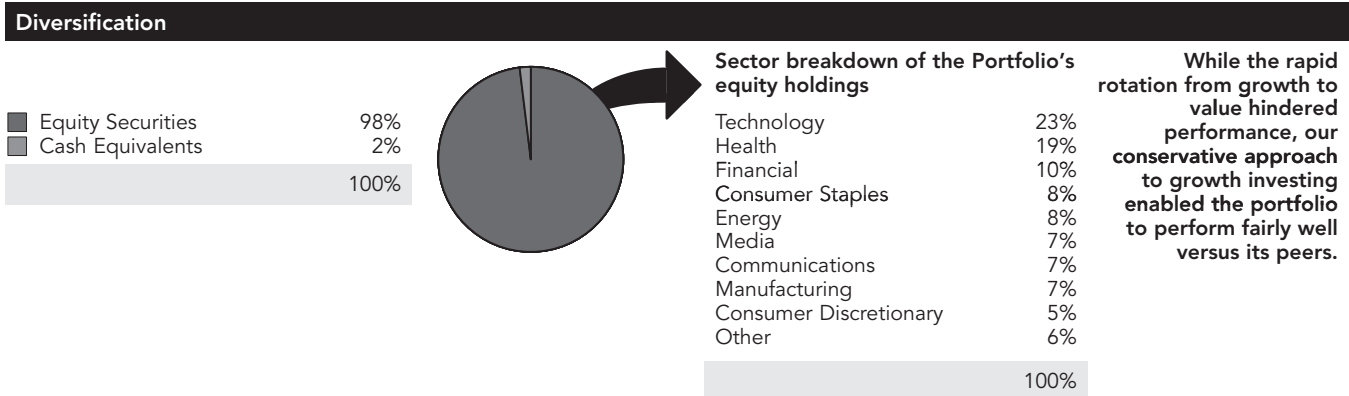 Diversification
Equity Securities 98%
Cash Equivalents 2%
100%
Sector breakdown of the Portfolio's
equity holdings
Technology 23%
Health 19%
Financial 10%
Consumer Staples 8%
Energy 8%
Media 7%
Communications 7%
Manufacturing 7%
Consumer Discretionary 5%
Other 6%
100%
While the rapid
rotation from growth to
value hindered
performance, our
conservative approach
to growth investing
enabled the portfolio
to perform fairly well
versus its peers.